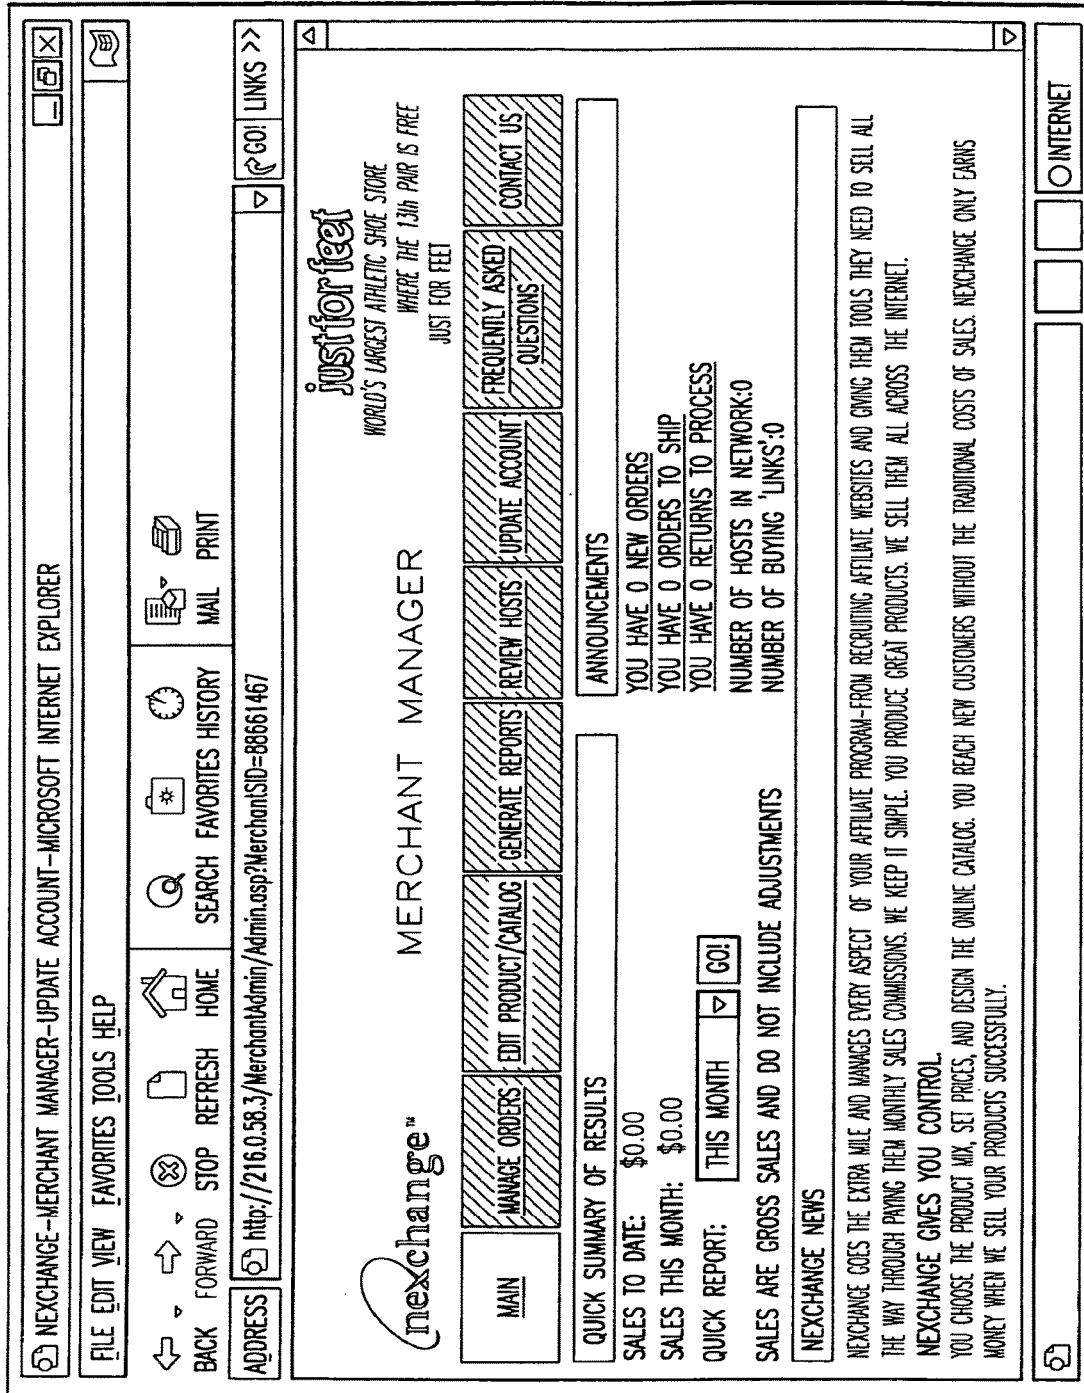 NEXCHANGE-MERCHANT MANAGER-UPDATE ACCOUNT-MICROSOFT INTERNET EXPLORER
FILE EDIT VIEW FAVORITES TOOLS HELP
BACK FORWARD STOP REFRESH HOME SEARCH FAVORITES HISTORY MAIL PRINT
ADDRESS http://216.0.58.3/MerchantAdmin/Admin.asp?MerchantSID=88661467 GO! LINKS >>
nexchange™
MERCHANT MANAGER
justforfeet
WORLD'S LARGEST ATHLETIC SHOE STORE
WHERE THE 13th PAIR IS FREE
JUST FOR FEET
MAIN MANAGE ORDERS EDIT PRODUCT/CATALOG GENERATE REPORTS REVIEW HOSTS UPDATE ACCOUNT FREQUENTLY ASKED QUESTIONS CONTACT US
QUICK SUMMARY OF RESULTS
SALES TO DATE: $0.00
SALES THIS MONTH: $0.00
QUICK REPORT: THIS MONTH GO!
SALES ARE GROSS SALES AND DO NOT INCLUDE ADJUSTMENTS
ANNOUNCEMENTS
YOU HAVE 0 NEW ORDERS
YOU HAVE 0 ORDERS TO SHIP
YOU HAVE 0 RETURNS TO PROCESS
NUMBER OF HOSTS IN NETWORK:0
NUMBER OF BUYING 'LINKS':0
NEXCHANGE NEWS
NEXCHANGE GOES THE EXTRA MILE AND MANAGES EVERY ASPECT OF YOUR AFFILIATE PROGRAM-FROM RECRUITING AFFILIATE WEBSITES AND GIVING THEM TOOLS THEY NEED TO SELL ALL
THE WAY THROUGH PAYING THEM MONTHLY SALES COMMISSIONS. WE KEEP IT SIMPLE. YOU PRODUCE GREAT PRODUCTS. WE SELL THEM ALL ACROSS THE INTERNET.
NEXCHANGE GIVES YOU CONTROL.
YOU CHOOSE THE PRODUCT MIX, SET PRICES, AND DESIGN THE ONLINE CATALOG. YOU REACH NEW CUSTOMERS WITHOUT THE TRADITIONAL COSTS OF SALES. NEXCHANGE ONLY EARNS
MONEY WHEN WE SELL YOUR PRODUCTS SUCCESSFULLY.
INTERNET